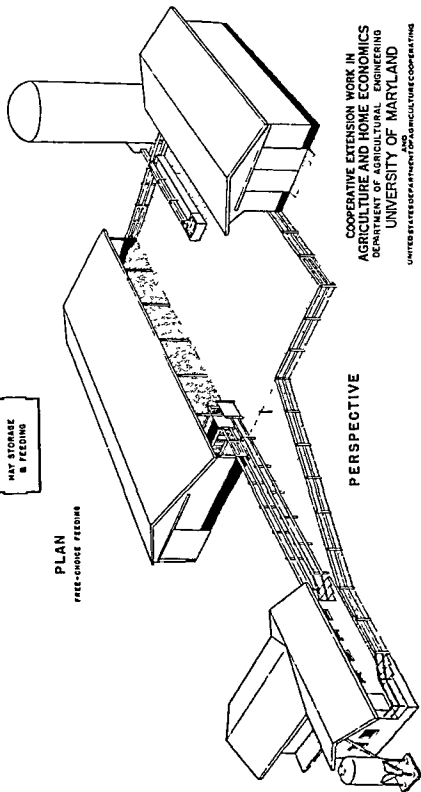 HAY STORAGE
& FEEDING
PLAN
FREE-CHOICE FEEDING
PERSPECTIVE
COOPERATIVE EXTENSION WORK IN
AGRICULTURE AND HOME ECONOMICS
DEPARTMENT OF AGRICULTURAL ENGINEERING
UNIVERSITY OF MARYLAND
AND
UNITED STATES DEPARTMENT OF AGRICULTURE COOPERATING